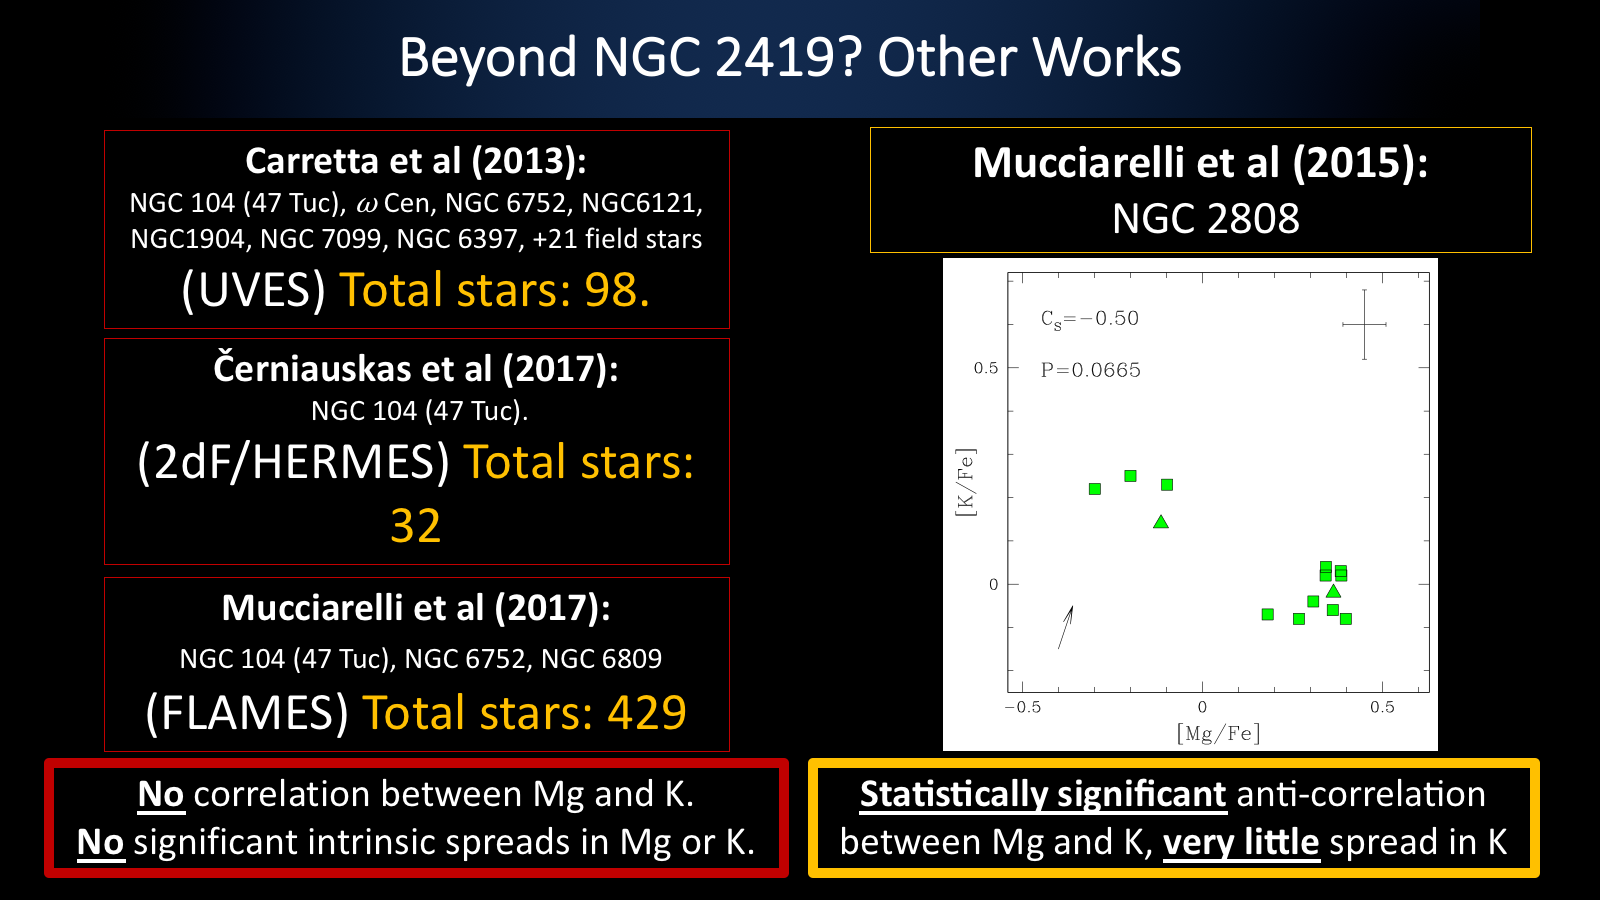 Beyond NGC 2419? Other Works
Carretta et al (2013):
NGC 104 (47 Tuc), ω Cen, NGC 6752, NGC6121,
NGC1904, NGC 7099, NGC 6397, +21 field stars
(UVES) Total stars: 98.
Černiauskas et al (2017):
NGC 104 (47 Tuc).
(2dF/HERMES) Total stars:
32
Mucciarelli et al (2017):
NGC 104 (47 Tuc), NGC 6752, NGC 6809
(FLAMES) Total stars: 429
No correlation between Mg and K.
No significant intrinsic spreads in Mg or K.
Mucciarelli et al (2015):
NGC 2808
C_S=−0.50
P=0.0665
0.5
0
[K/Fe]
−0.5 0 0.5
[Mg/Fe]
Statistically significant anti-correlation
between Mg and K, very little spread in K